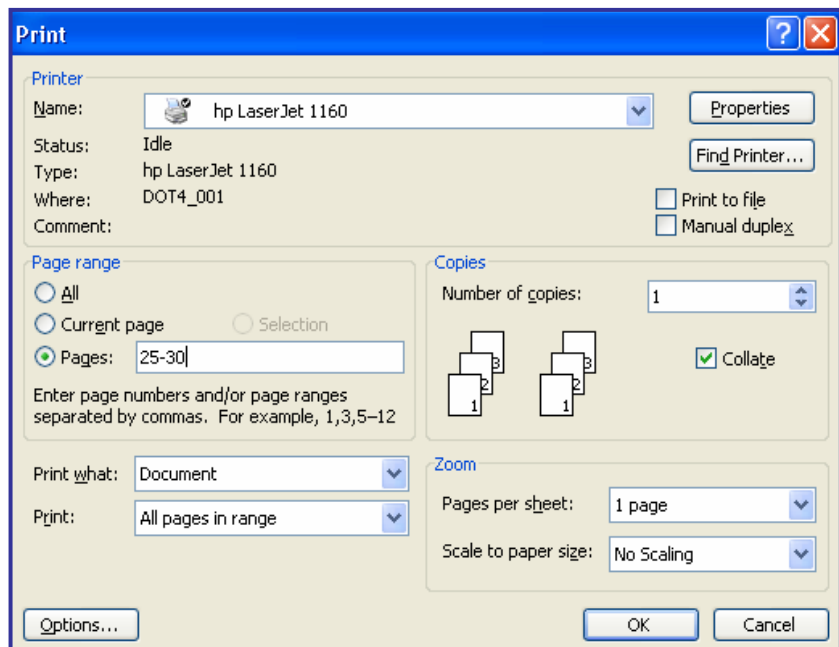 Print
Printer
Name: hp LaserJet 1160 Properties
Status: Idle
Find Printer...
Type: hp LaserJet 1160
Where: DOT4_001
Print to file
Comment:
Manual duplex
Page range
All
Current page Selection
Pages: 25-30
Enter page numbers and/or page ranges
separated by commas. For example, 1,3,5–12
Copies
Number of copies: 1
3 3
2 2
1 1
Collate
Print what: Document
Print: All pages in range
Zoom
Pages per sheet: 1 page
Scale to paper size: No Scaling
Options... OK Cancel